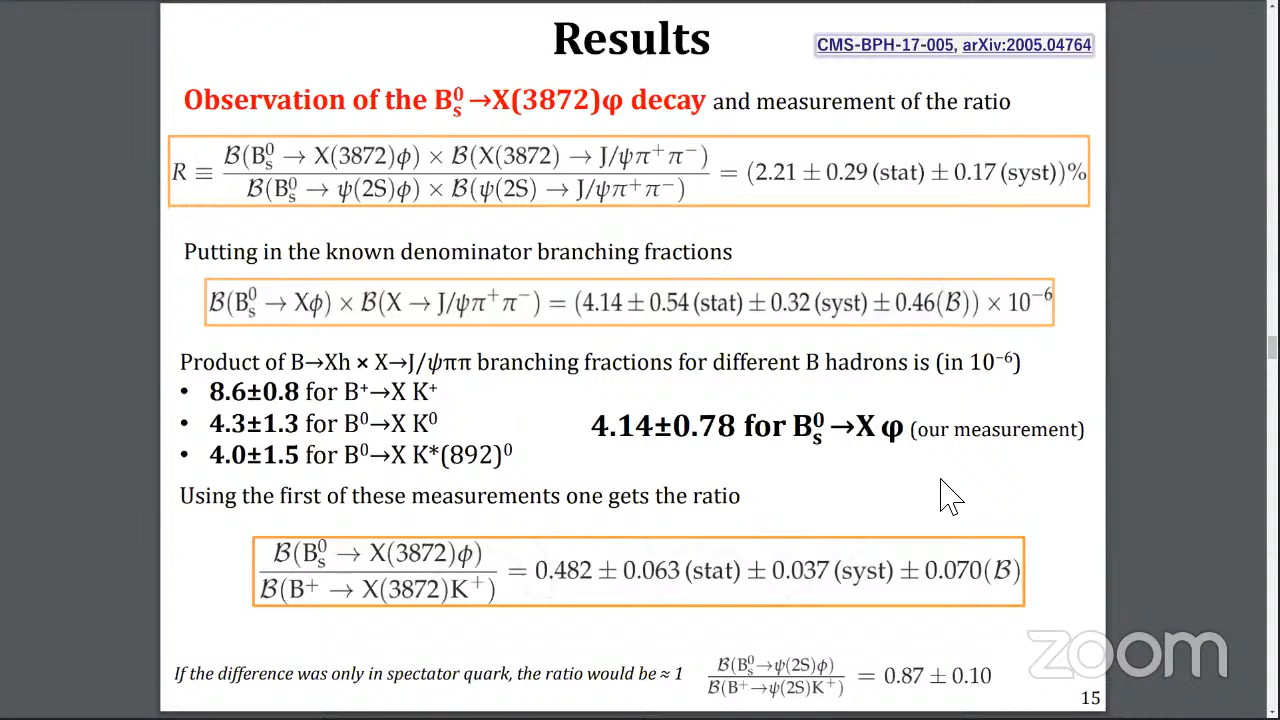 Results
CMS-BPH-17-005, arXiv:2005.04764
Observation of the B⁰ₛ →X(3872)φ decay and measurement of the ratio
R ≡ 𝓑(B⁰ₛ → X(3872)ϕ) × 𝓑(X(3872) → J/ψπ⁺π⁻) / 𝓑(B⁰ₛ → ψ(2S)ϕ) × 𝓑(ψ(2S) → J/ψπ⁺π⁻) = (2.21 ± 0.29 (stat) ± 0.17 (syst))%
Putting in the known denominator branching fractions
𝓑(B⁰ₛ → Xϕ) × 𝓑(X → J/ψπ⁺π⁻) = (4.14 ± 0.54 (stat) ± 0.32 (syst) ± 0.46(𝓑)) × 10⁻⁶
Product of B→Xh × X→J/ψππ branching fractions for different B hadrons is (in 10⁻⁶)
• 8.6±0.8 for B⁺→X K⁺
• 4.3±1.3 for B⁰→X K⁰
4.14±0.78 for B⁰ₛ →X φ (our measurement)
• 4.0±1.5 for B⁰→X K*(892)⁰
Using the first of these measurements one gets the ratio
𝓑(B⁰ₛ → X(3872)ϕ) / 𝓑(B⁺ → X(3872)K⁺) = 0.482 ± 0.063 (stat) ± 0.037 (syst) ± 0.070(𝓑)
If the difference was only in spectator quark, the ratio would be ≈ 1
𝓑(B⁰ₛ→ψ(2S)ϕ) / 𝓑(B⁺→ψ(2S)K⁺) = 0.87 ± 0.10
zoom
15